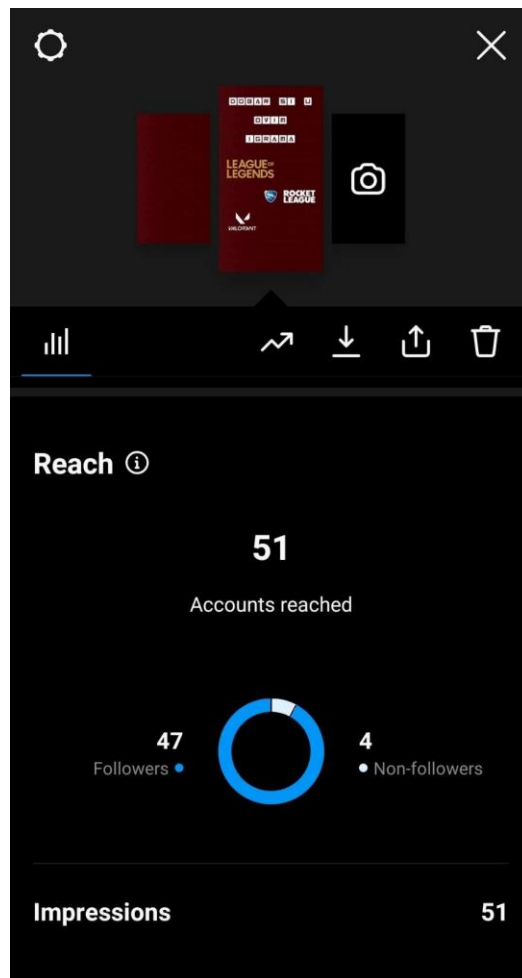 DOBAR SI U
OVIM
IGRAMA
LEAGUE OF
LEGENDS
ROCKET
LEAGUE
VALORANT
Reach
51
Accounts reached
47
Followers
4
Non-followers
Impressions
51